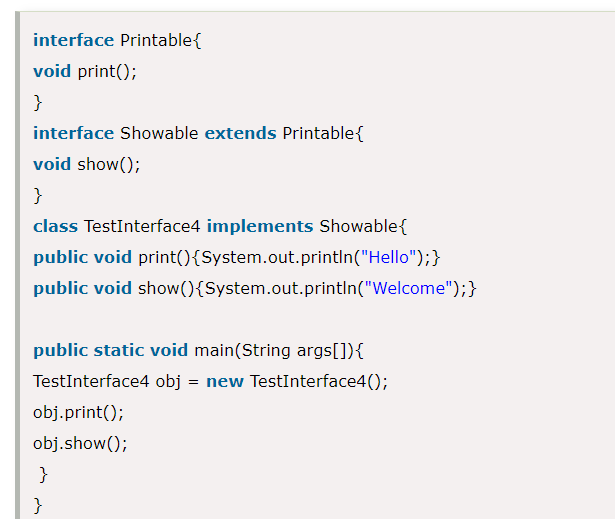 interface Printable{
void print();
}
interface Showable extends Printable{
void show();
}
class TestInterface4 implements Showable{
public void print(){System.out.println("Hello");}
public void show(){System.out.println("Welcome");}
public static void main(String args[]){
TestInterface4 obj = new TestInterface4();
obj.print();
obj.show();
}
}